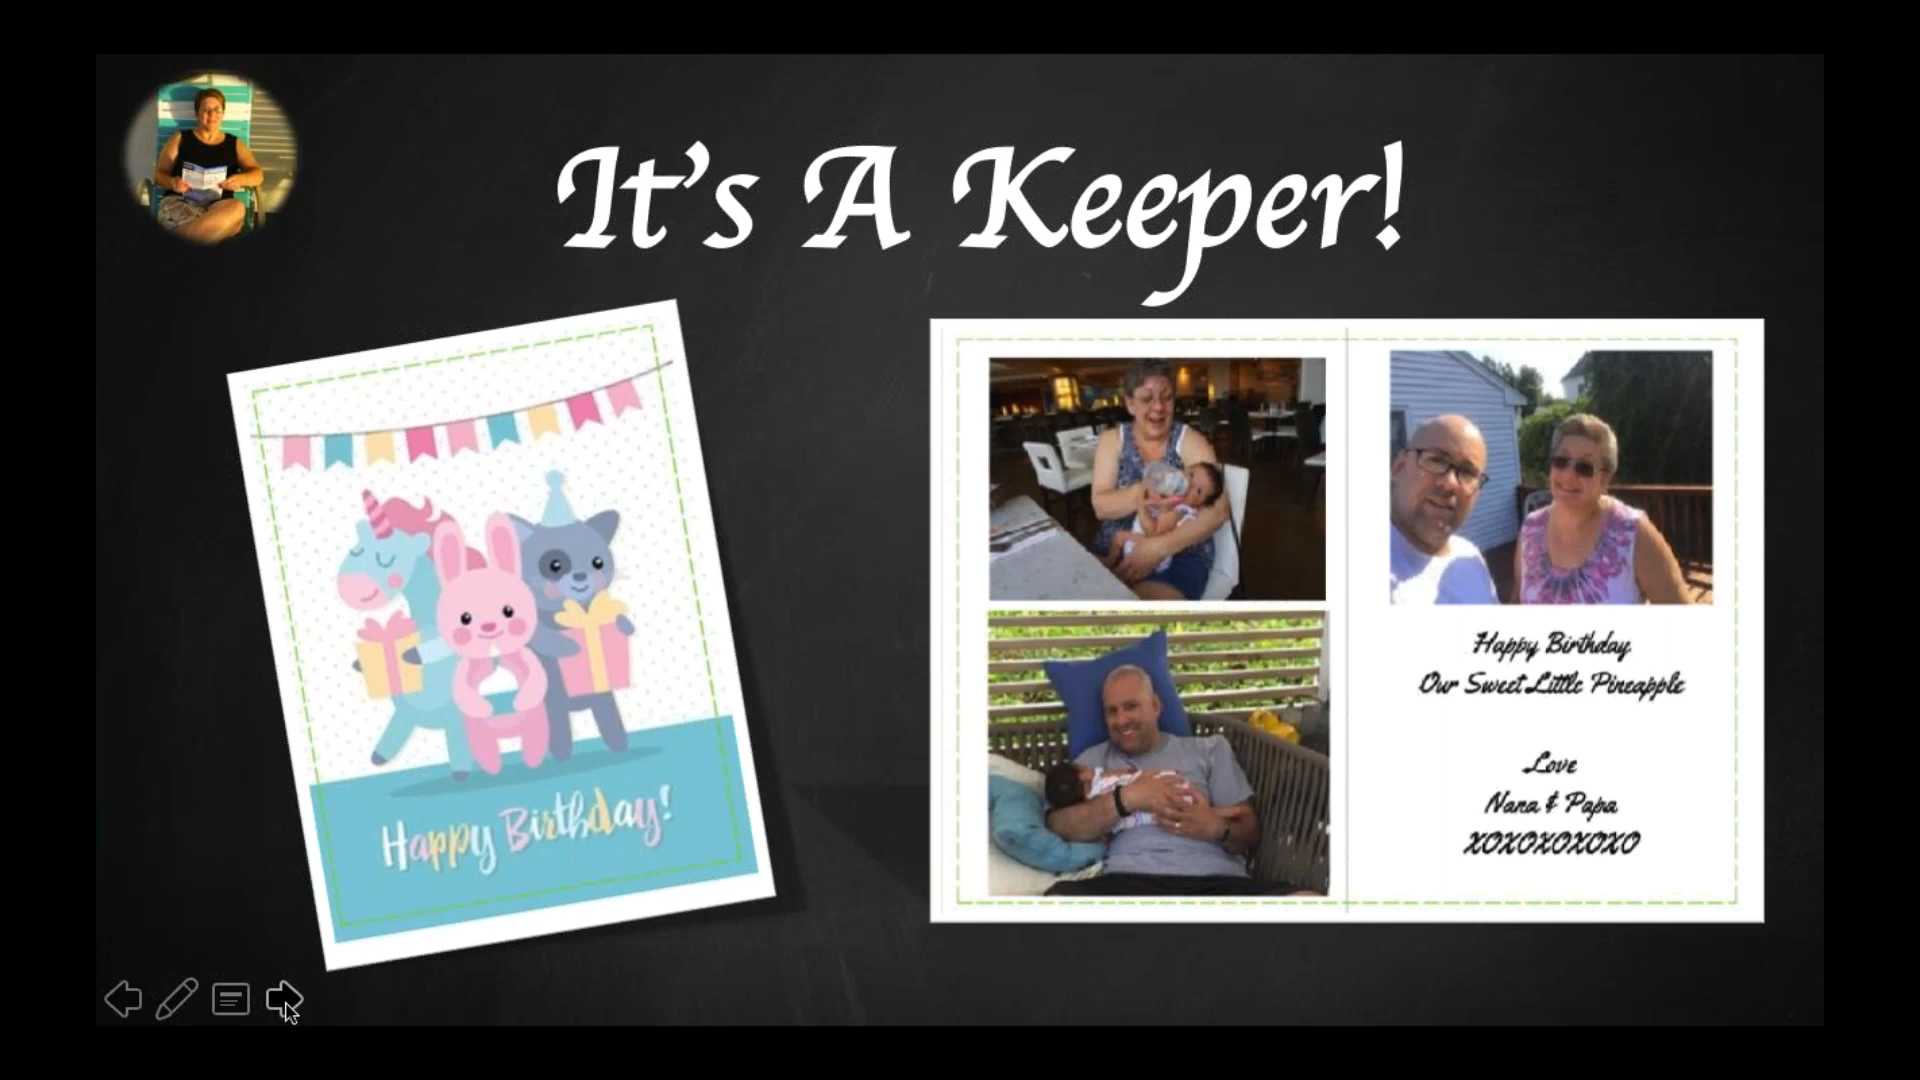 It's A Keeper!
Happy Birthday!
Happy Birthday
Our Sweet Little Pineapple
Love
Nana & Papa
XOXOXOXOXO